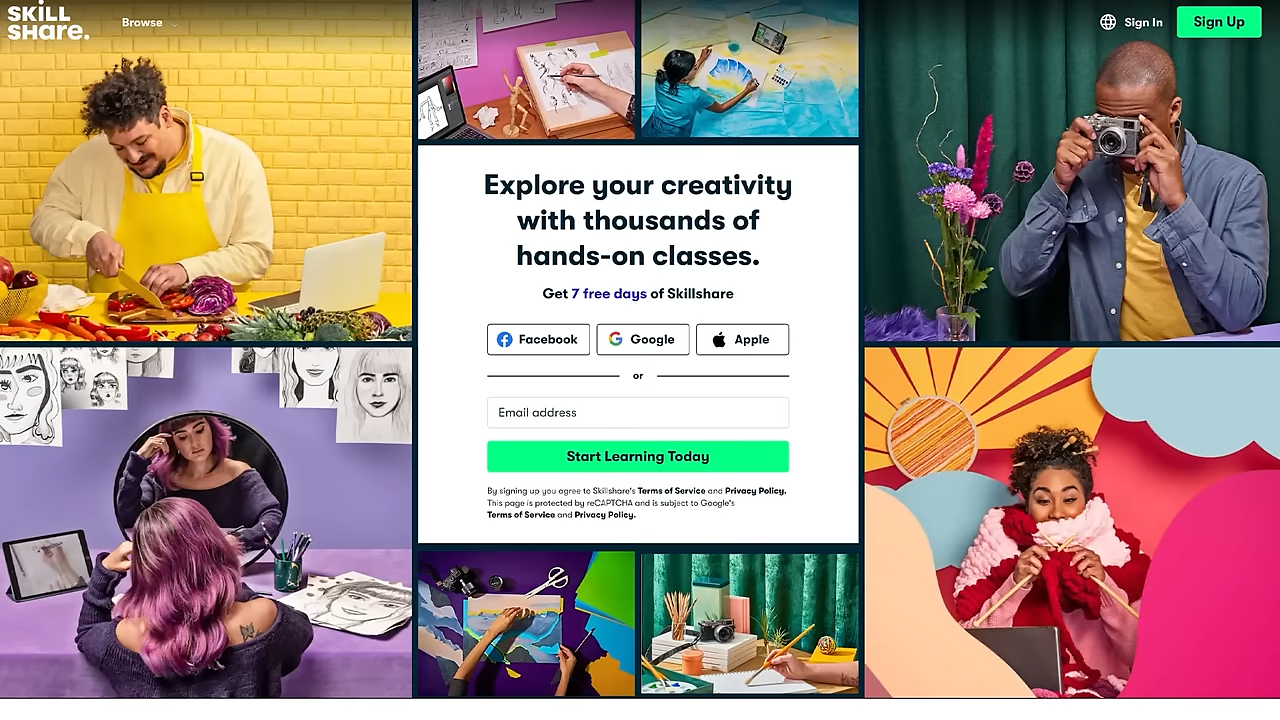 SKILL
SHare.
Browse
Sign In
Sign Up
Explore your creativity
with thousands of
hands-on classes.
Get 7 free days of Skillshare
Facebook
Google
Apple
or
Email address
Start Learning Today
By signing up you agree to Skillshare's Terms of Service and Privacy Policy.
This page is protected by reCAPTCHA and is subject to Google's
Terms of Service and Privacy Policy.